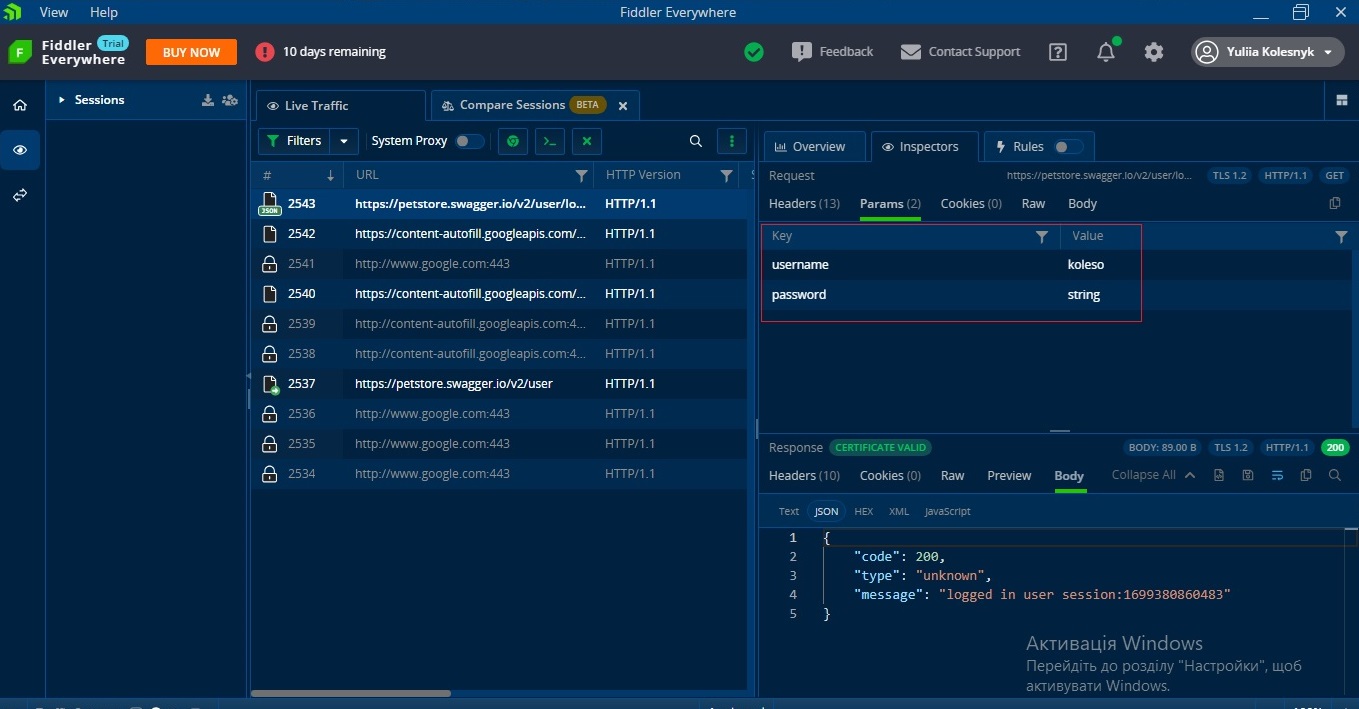 View Help Fiddler Everywhere
Fiddler Trial
Everywhere
BUY NOW
10 days remaining
Feedback
Contact Support
Yuliia Kolesnyk
Sessions
Live Traffic
Compare Sessions BETA
Filters
System Proxy
# URL HTTP Version
JSON 2543 https://petstore.swagger.io/v2/user/lo... HTTP/1.1
2542 https://content-autofill.googleapis.com/... HTTP/1.1
2541 http://www.google.com:443 HTTP/1.1
2540 https://content-autofill.googleapis.com/... HTTP/1.1
2539 http://content-autofill.googleapis.com:4... HTTP/1.1
2538 http://content-autofill.googleapis.com:4... HTTP/1.1
2537 https://petstore.swagger.io/v2/user HTTP/1.1
2536 http://www.google.com:443 HTTP/1.1
2535 http://www.google.com:443 HTTP/1.1
2534 http://www.google.com:443 HTTP/1.1
Overview Inspectors Rules
Request https://petstore.swagger.io/v2/user/lo... TLS 1.2 HTTP/1.1 GET
Headers (13) Params (2) Cookies (0) Raw Body
Key Value
username koleso
password string
Response CERTIFICATE VALID BODY: 89.00 B TLS 1.2 HTTP/1.1 200
Headers (10) Cookies (0) Raw Preview Body Collapse All
Text JSON HEX XML JavaScript
1 {
2 "code": 200,
3 "type": "unknown",
4 "message": "logged in user session:1699380860483"
5 }
Активація Windows
Перейдіть до розділу "Настройки", щоб
активувати Windows.